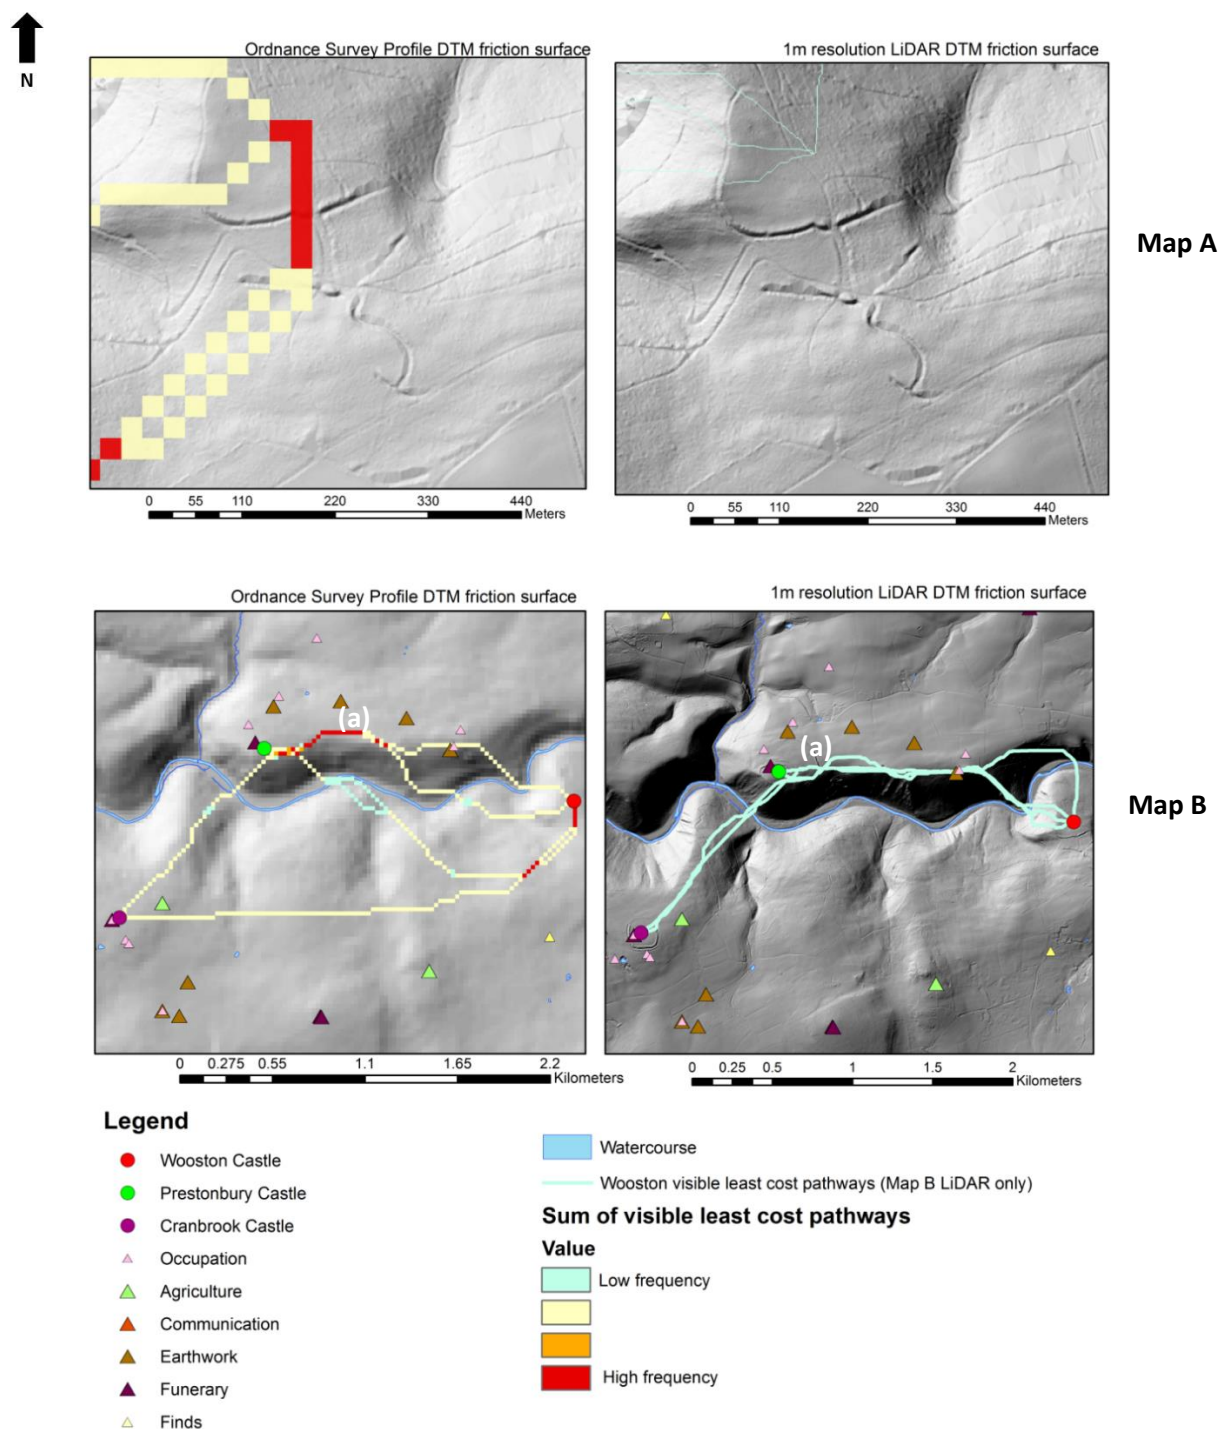 N
Ordnance Survey Profile DTM friction surface
1m resolution LiDAR DTM friction surface
Map A
0 55 110 220 330 440
Meters
0 55 110 220 330 440
Meters
Ordnance Survey Profile DTM friction surface
1m resolution LiDAR DTM friction surface
(a)
(a)
Map B
0 0.275 0.55 1.1 1.65 2.2
Kilometers
0 0.25 0.5 1 1.5 2
Kilometers
Legend
Wooston Castle
Prestonbury Castle
Cranbrook Castle
Occupation
Agriculture
Communication
Earthwork
Funerary
Finds
Watercourse
Wooston visible least cost pathways (Map B LiDAR only)
Sum of visible least cost pathways
Value
Low frequency
High frequency